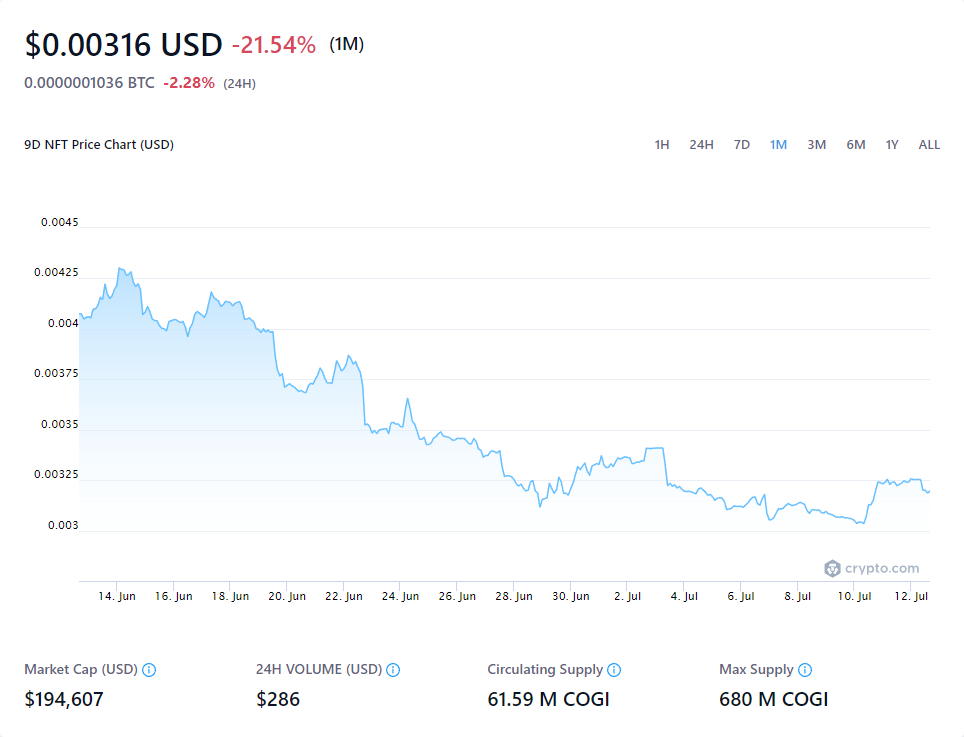 $0.00316 USD -21.54% (1M)
0.0000001036 BTC -2.28% (24H)
9D NFT Price Chart (USD) 1H 24H 7D 1M 3M 6M 1Y ALL
0.0045
0.00425
0.004
0.00375
0.0035
0.00325
0.003
crypto.com
14. Jun 16. Jun 18. Jun 20. Jun 22. Jun 24. Jun 26. Jun 28. Jun 30. Jun 2. Jul 4. Jul 6. Jul 8. Jul 10. Jul 12. Jul
Market Cap (USD) 24H VOLUME (USD) Circulating Supply Max Supply
$194,607 $286 61.59 M COGI 680 M COGI